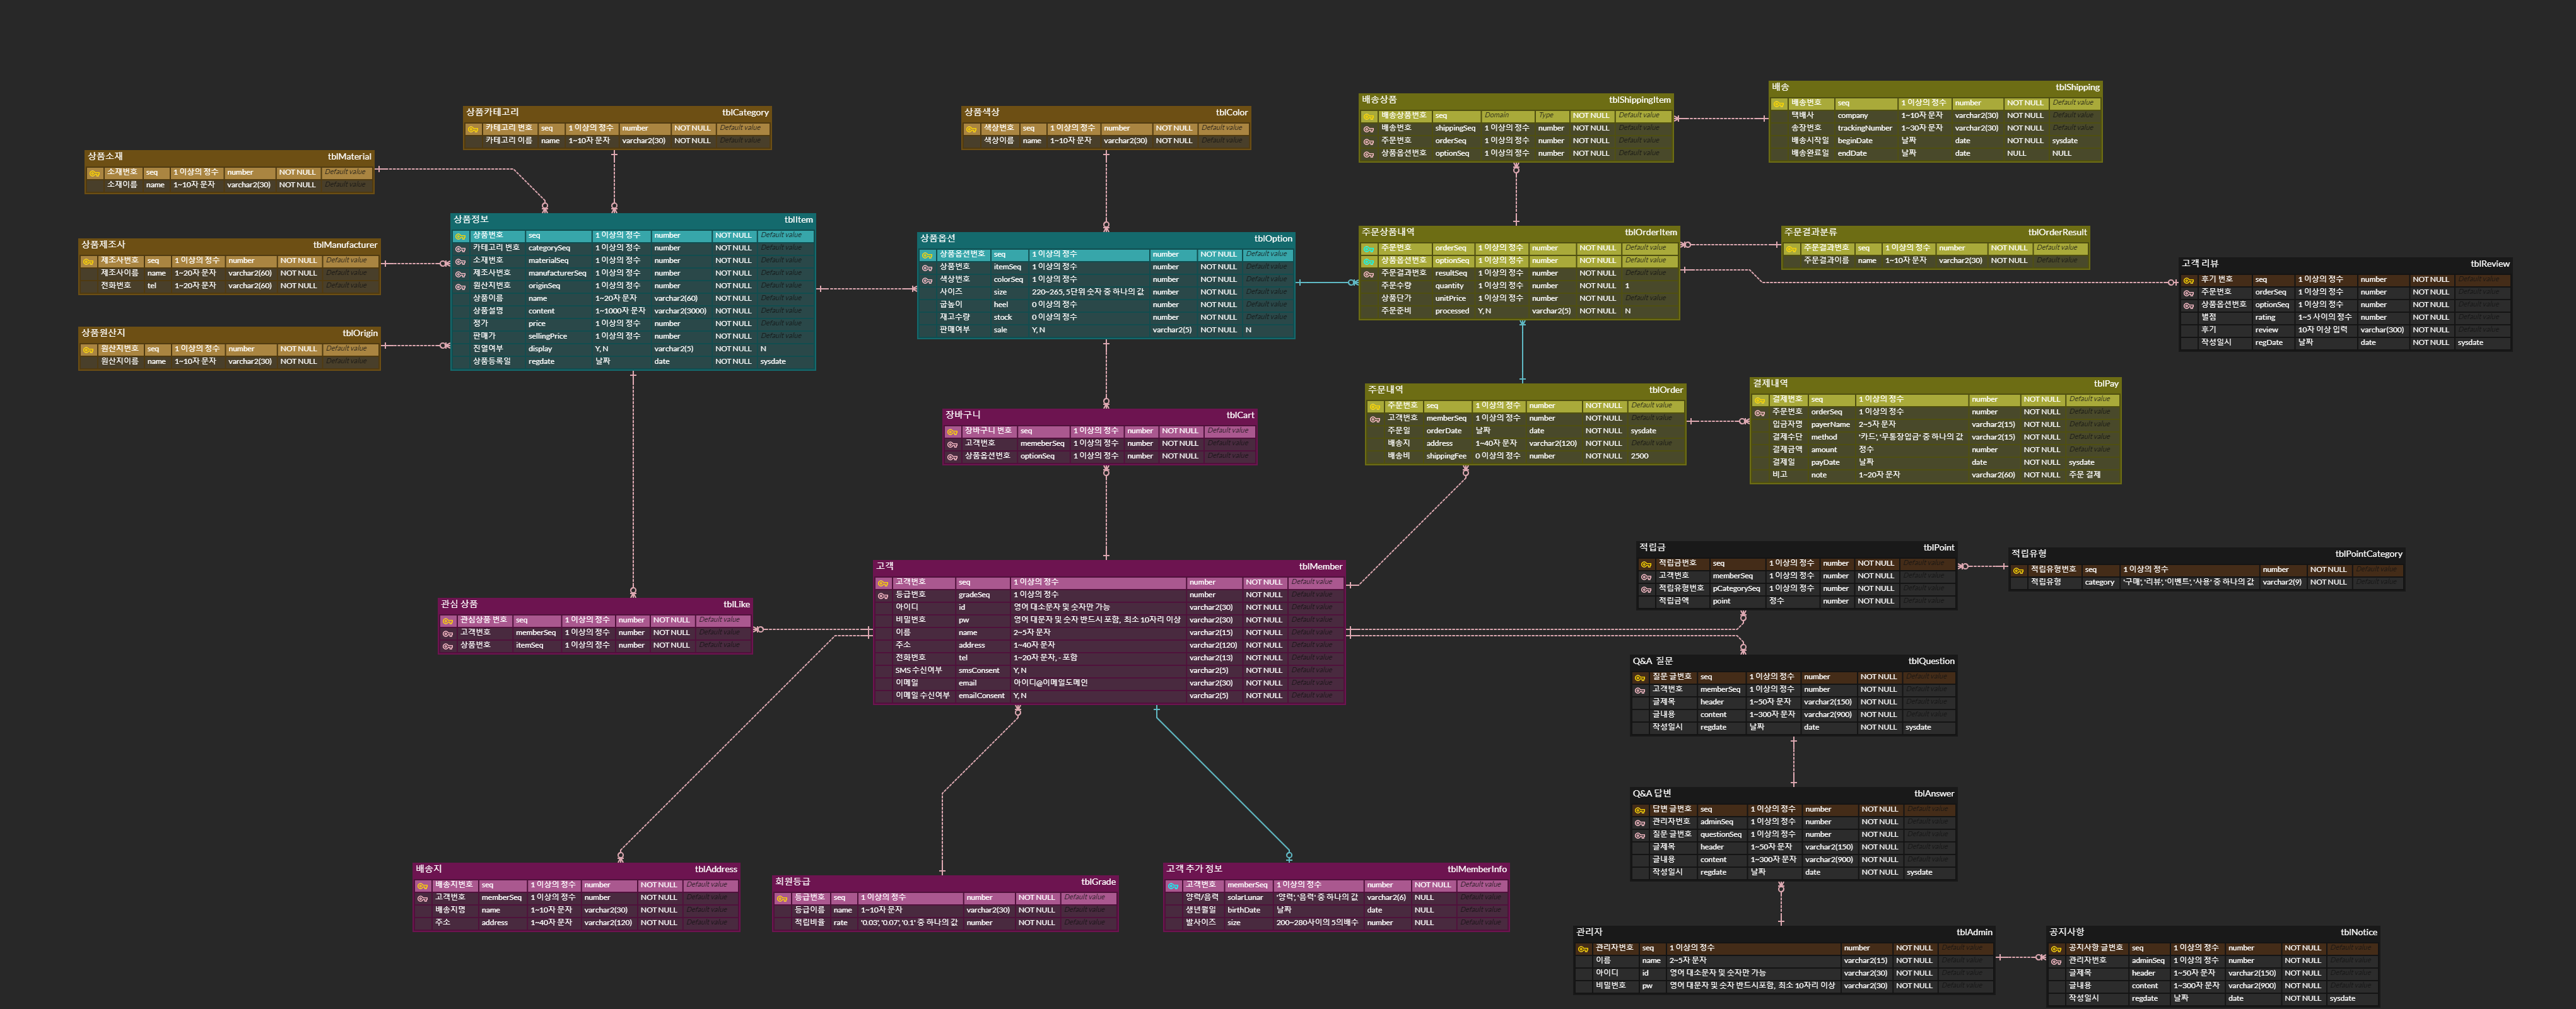 상품카테고리 tblCategory
카테고리 번호 seq 1 이상의 정수 number NOT NULL Default value
카테고리 이름 name 1~10자 문자 varchar2(30) NOT NULL Default value
상품색상 tblColor
색상번호 seq 1 이상의 정수 number NOT NULL Default value
색상이름 name 1~10자 문자 varchar2(30) NOT NULL Default value
배송상품 tblShippingItem
배송상품번호 seq Domain Type NOT NULL Default value
배송번호 shippingSeq 1 이상의 정수 number NOT NULL Default value
주문번호 orderSeq 1 이상의 정수 number NOT NULL Default value
상품옵션번호 optionSeq 1 이상의 정수 number NOT NULL Default value
배송 tblShipping
배송번호 seq 1 이상의 정수 number NOT NULL Default value
택배사 company 1~10자 문자 varchar2(30) NOT NULL Default value
송장번호 trackingNumber 1~30자 문자 varchar2(30) NOT NULL Default value
배송시작일 beginDate 날짜 date NOT NULL sysdate
배송완료일 endDate 날짜 date NULL NULL
상품소재 tblMaterial
소재번호 seq 1 이상의 정수 number NOT NULL Default value
소재이름 name 1~10자 문자 varchar2(30) NOT NULL Default value
상품제조사 tblManufacturer
제조사번호 seq 1 이상의 정수 number NOT NULL Default value
제조사이름 name 1~20자 문자 varchar2(60) NOT NULL Default value
전화번호 tel 1~20자 문자 varchar2(60) NOT NULL Default value
상품원산지 tblOrigin
원산지번호 seq 1 이상의 정수 number NOT NULL Default value
원산지이름 name 1~10자 문자 varchar2(30) NOT NULL Default value
상품정보 tblItem
상품번호 seq 1 이상의 정수 number NOT NULL Default value
카테고리 번호 categorySeq 1 이상의 정수 number NOT NULL Default value
소재번호 materialSeq 1 이상의 정수 number NOT NULL Default value
제조사번호 manufacturerSeq 1 이상의 정수 number NOT NULL Default value
원산지번호 originSeq 1 이상의 정수 number NOT NULL Default value
상품이름 name 1~20자 문자 varchar2(60) NOT NULL Default value
상품설명 content 1~1000자 문자 varchar2(3000) NOT NULL Default value
정가 price 1 이상의 정수 number NOT NULL Default value
판매가 sellingPrice 1 이상의 정수 number NOT NULL Default value
진열여부 display Y, N varchar2(5) NOT NULL N
상품등록일 regdate 날짜 date NOT NULL sysdate
상품옵션 tblOption
상품옵션번호 seq 1 이상의 정수 number NOT NULL Default value
상품번호 itemSeq 1 이상의 정수 number NOT NULL Default value
색상번호 colorSeq 1 이상의 정수 number NOT NULL Default value
사이즈 size 220~265, 5단위 숫자 중 하나의 값 number NOT NULL Default value
굽높이 heel 0 이상의 정수 number NOT NULL Default value
재고수량 stock 0 이상의 정수 number NOT NULL Default value
판매여부 sale Y, N varchar2(5) NOT NULL N
주문상품내역 tblOrderItem
주문번호 orderSeq 1 이상의 정수 number NOT NULL Default value
상품옵션번호 optionSeq 1 이상의 정수 number NOT NULL Default value
주문결과번호 resultSeq 1 이상의 정수 number NOT NULL Default value
주문수량 quantity 1 이상의 정수 number NOT NULL 1
상품단가 unitPrice 1 이상의 정수 number NOT NULL Default value
주문준비 processed Y, N varchar2(5) NOT NULL N
주문결과분류 tblOrderResult
주문결과번호 seq 1 이상의 정수 number NOT NULL Default value
주문결과이름 name 1~10자 문자 varchar2(30) NOT NULL Default value
고객 리뷰 tblReview
후기 번호 seq 1 이상의 정수 number NOT NULL Default value
주문번호 orderSeq 1 이상의 정수 number NOT NULL Default value
상품옵션번호 optionSeq 1 이상의 정수 number NOT NULL Default value
별점 rating 1~5 사이의 정수 number NOT NULL Default value
후기 review 10자 이상 입력 varchar(300) NOT NULL Default value
작성일시 regDate 날짜 date NOT NULL sysdate
장바구니 tblCart
장바구니 번호 seq 1 이상의 정수 number NOT NULL Default value
고객번호 memeberSeq 1 이상의 정수 number NOT NULL Default value
상품옵션번호 optionSeq 1 이상의 정수 number NOT NULL Default value
주문내역 tblOrder
주문번호 seq 1 이상의 정수 number NOT NULL Default value
고객번호 memberSeq 1 이상의 정수 number NOT NULL Default value
주문일 orderDate 날짜 date NOT NULL sysdate
배송지 address 1~40자 문자 varchar2(120) NOT NULL Default value
배송비 shippingFee 0 이상의 정수 number NOT NULL 2500
결제내역 tblPay
결제번호 seq 1 이상의 정수 number NOT NULL Default value
주문번호 orderSeq 1 이상의 정수 number NOT NULL Default value
입금자명 payerName 2~5자 문자 varchar2(15) NOT NULL Default value
결제수단 method '카드', '무통장입금' 중 하나의 값 varchar2(15) NOT NULL Default value
결제금액 amount 정수 number NOT NULL Default value
결제일 payDate 날짜 date NOT NULL sysdate
비고 note 1~20자 문자 varchar2(60) NOT NULL 주문 결제
고객 tblMember
고객번호 seq 1 이상의 정수 number NOT NULL Default value
등급번호 gradeSeq 1 이상의 정수 number NOT NULL Default value
아이디 id 영어 대소문자 및 숫자만 가능 varchar2(30) NOT NULL Default value
비밀번호 pw 영어 대문자 및 숫자 반드시 포함, 최소 10자리 이상 varchar2(30) NOT NULL Default value
이름 name 2~5자 문자 varchar2(15) NOT NULL Default value
주소 address 1~40자 문자 varchar2(120) NOT NULL Default value
전화번호 tel 1~20자 문자, - 포함 varchar2(13) NOT NULL Default value
SMS 수신여부 smsConsent Y, N varchar2(5) NOT NULL Default value
이메일 email 아이디@이메일도메인 varchar2(30) NOT NULL Default value
이메일 수신여부 emailConsent Y, N varchar2(5) NOT NULL Default value
적립금 tblPoint
적립금번호 seq 1 이상의 정수 number NOT NULL Default value
고객번호 memberSeq 1 이상의 정수 number NOT NULL Default value
적립유형번호 pCategorySeq 1 이상의 정수 number NOT NULL Default value
적립금액 point 정수 number NOT NULL Default value
적립유형 tblPointCategory
적립유형번호 seq 1 이상의 정수 number NOT NULL Default value
적립유형 category '구매', '리뷰', '이벤트', '사용' 중 하나의 값 varchar2(9) NOT NULL Default value
관심 상품 tblLike
관심상품 번호 seq 1 이상의 정수 number NOT NULL Default value
고객번호 memberSeq 1 이상의 정수 number NOT NULL Default value
상품번호 itemSeq 1 이상의 정수 number NOT NULL Default value
Q&A 질문 tblQuestion
질문 글번호 seq 1 이상의 정수 number NOT NULL Default value
고객번호 memberSeq 1 이상의 정수 number NOT NULL Default value
글제목 header 1~50자 문자 varchar2(150) NOT NULL Default value
글내용 content 1~300자 문자 varchar2(900) NOT NULL Default value
작성일시 regdate 날짜 date NOT NULL sysdate
Q&A 답변 tblAnswer
답변 글번호 seq 1 이상의 정수 number NOT NULL Default value
관리자번호 adminSeq 1 이상의 정수 number NOT NULL Default value
질문 글번호 questionSeq 1 이상의 정수 number NOT NULL Default value
글제목 header 1~50자 문자 varchar2(150) NOT NULL Default value
글내용 content 1~300자 문자 varchar2(900) NOT NULL Default value
작성일시 regdate 날짜 date NOT NULL sysdate
배송지 tblAddress
배송지번호 seq 1 이상의 정수 number NOT NULL Default value
고객번호 memberSeq 1 이상의 정수 number NOT NULL Default value
배송지명 name 1~10자 문자 varchar2(30) NOT NULL Default value
주소 address 1~40자 문자 varchar2(120) NOT NULL Default value
회원등급 tblGrade
등급번호 seq 1 이상의 정수 number NOT NULL Default value
등급이름 name 1~10자 문자 varchar2(30) NOT NULL Default value
적립비율 rate '0.03', '0.07', '0.1' 중 하나의 값 number NOT NULL Default value
고객 추가 정보 tblMemberInfo
고객번호 memberSeq 1 이상의 정수 number NOT NULL Default value
양력/음력 solarLunar '양력', '음력' 중 하나의 값 varchar2(6) NULL Default value
생년월일 birthDate 날짜 date NULL Default value
발사이즈 size 200~280사이의 5의배수 number NULL Default value
관리자 tblAdmin
관리자번호 seq 1 이상의 정수 number NOT NULL Default value
이름 name 2~5자 문자 varchar2(15) NOT NULL Default value
아이디 id 영어 대소문자 및 숫자만 가능 varchar2(30) NOT NULL Default value
비밀번호 pw 영어 대문자 및 숫자 반드시포함, 최소 10자리 이상 varchar2(30) NOT NULL Default value
공지사항 tblNotice
공지사항 글번호 seq 1 이상의 정수 number NOT NULL Default value
관리자번호 adminSeq 1 이상의 정수 number NOT NULL Default value
글제목 header 1~50자 문자 varchar2(150) NOT NULL Default value
글내용 content 1~300자 문자 varchar2(900) NOT NULL Default value
작성일시 regdate 날짜 date NOT NULL sysdate